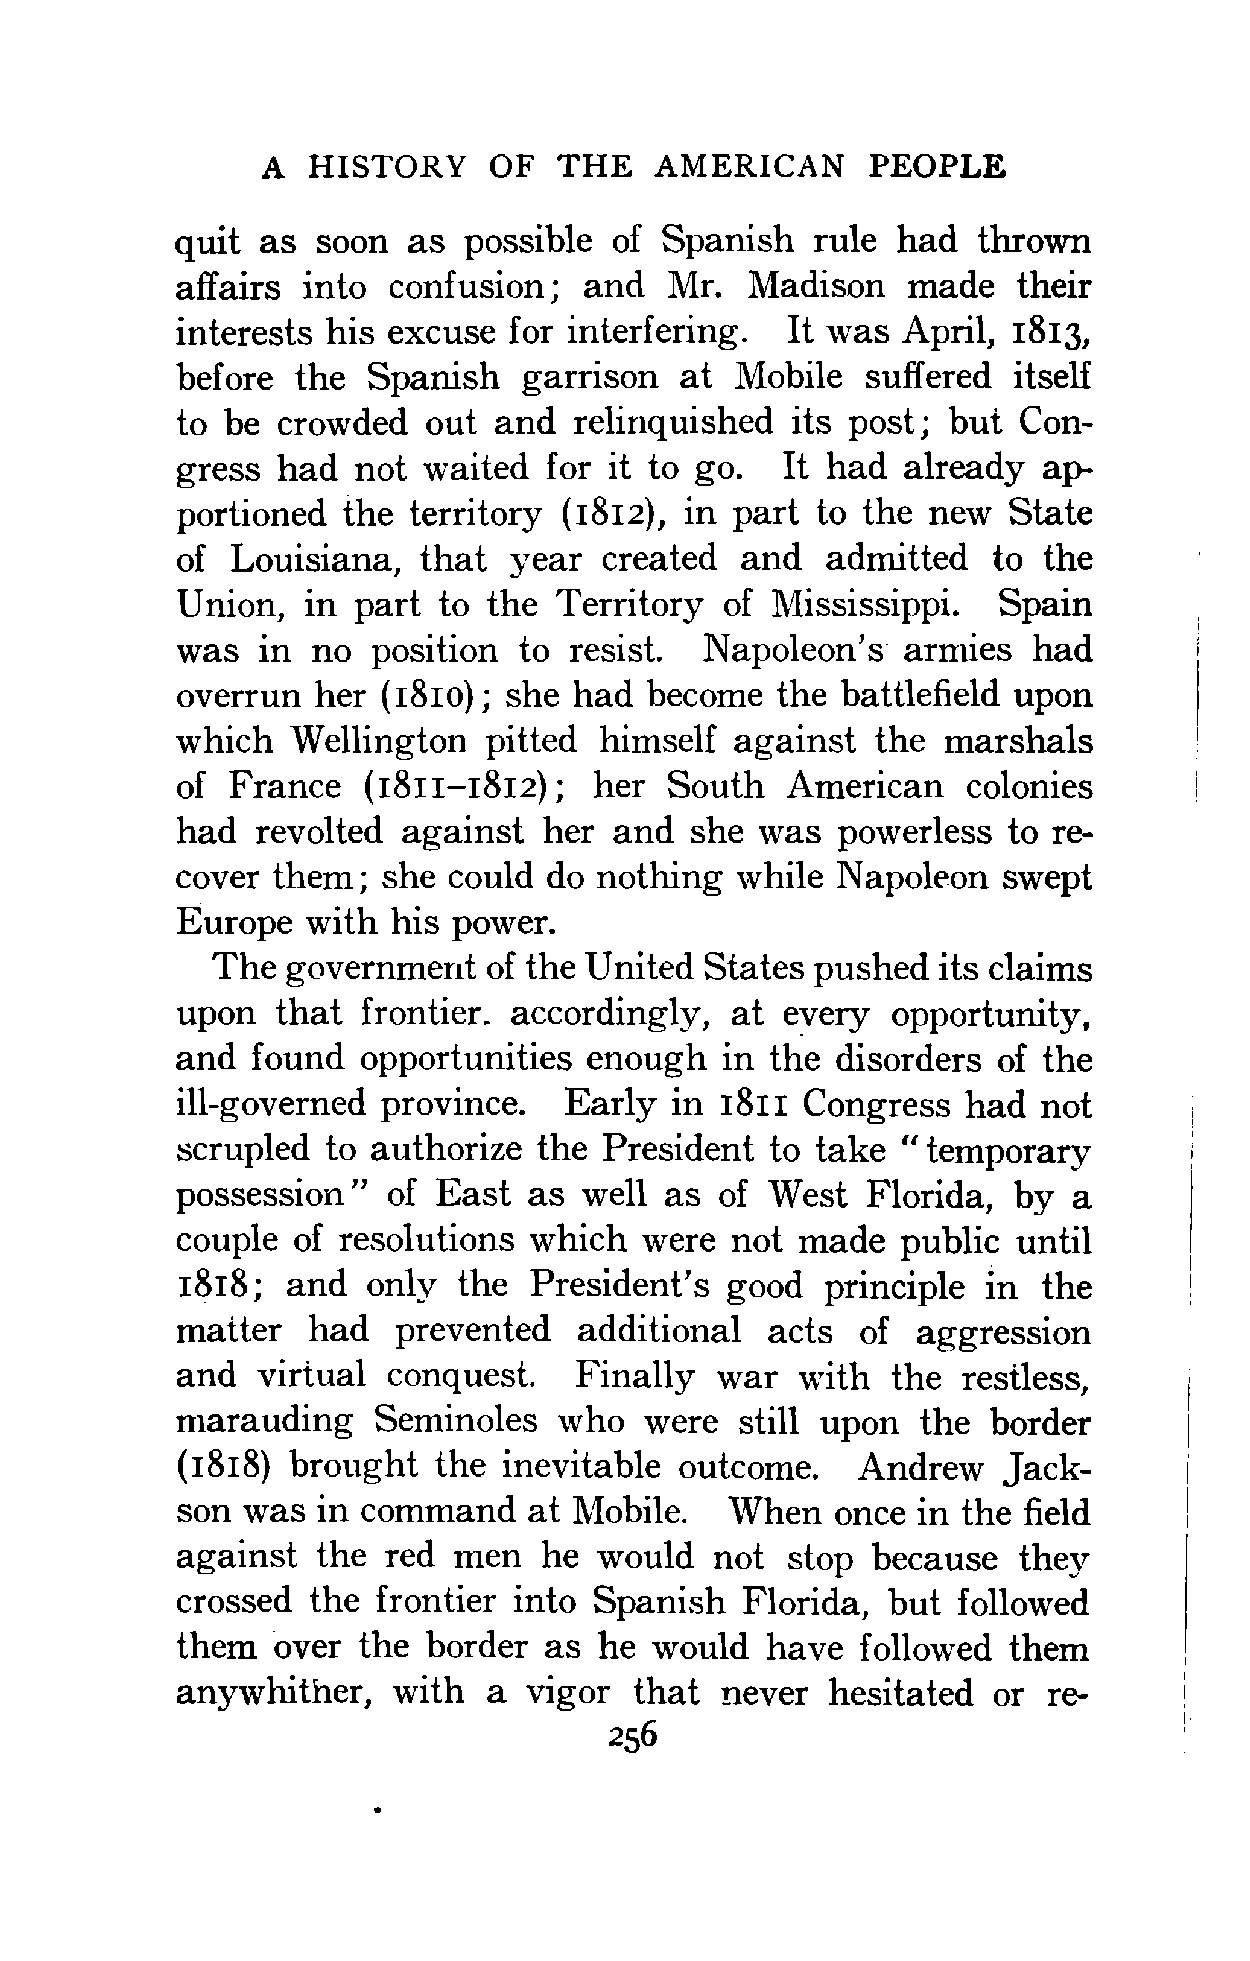 A HISTORY OF THE AMERICAN PEOPLE
quit as soon as possible of Spanish rule had thrown
affairs into confusion; and Mr. Madison made their
interests his excuse for interfering. It was April, 1813,
before the Spanish garrison at Mobile suffered itself
to be crowded out and relinquished its post; but Con-
gress had not waited for it to go. It had already ap-
portioned the territory (1812), in part to the new State
of Louisiana, that year created and admitted to the
Union, in part to the Territory of Mississippi. Spain
was in no position to resist. Napoleon's armies had
overrun her (1810); she had become the battlefield upon
which Wellington pitted himself against the marshals
of France (1811–1812); her South American colonies
had revolted against her and she was powerless to re-
cover them; she could do nothing while Napoleon swept
Europe with his power.
The government of the United States pushed its claims
upon that frontier. accordingly, at every opportunity,
and found opportunities enough in the disorders of the
ill-governed province. Early in 1811 Congress had not
scrupled to authorize the President to take "temporary
possession" of East as well as of West Florida, by a
couple of resolutions which were not made public until
1818; and only the President's good principle in the
matter had prevented additional acts of aggression
and virtual conquest. Finally war with the restless,
marauding Seminoles who were still upon the border
(1818) brought the inevitable outcome. Andrew Jack-
son was in command at Mobile. When once in the field
against the red men he would not stop because they
crossed the frontier into Spanish Florida, but followed
them over the border as he would have followed them
anywhither, with a vigor that never hesitated or re-
256